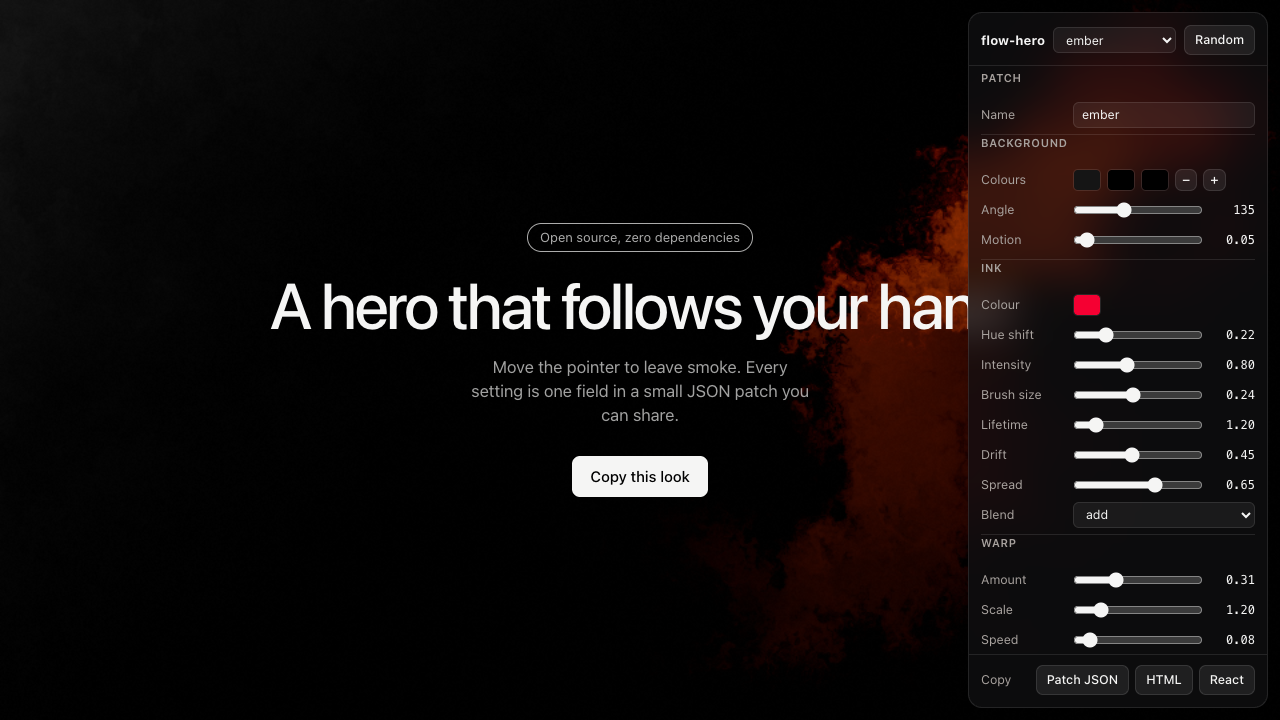 Open source, zero dependencies
A hero that follows your han
Move the pointer to leave smoke. Every
setting is one field in a small JSON patch you
can share.
Copy this look
flow-hero ember Random
PATCH
Name ember
BACKGROUND
Colours − +
Angle 135
Motion 0.05
INK
Colour
Hue shift 0.22
Intensity 0.80
Brush size 0.24
Lifetime 1.20
Drift 0.45
Spread 0.65
Blend add
WARP
Amount 0.31
Scale 1.20
Speed 0.08
Copy Patch JSON HTML React